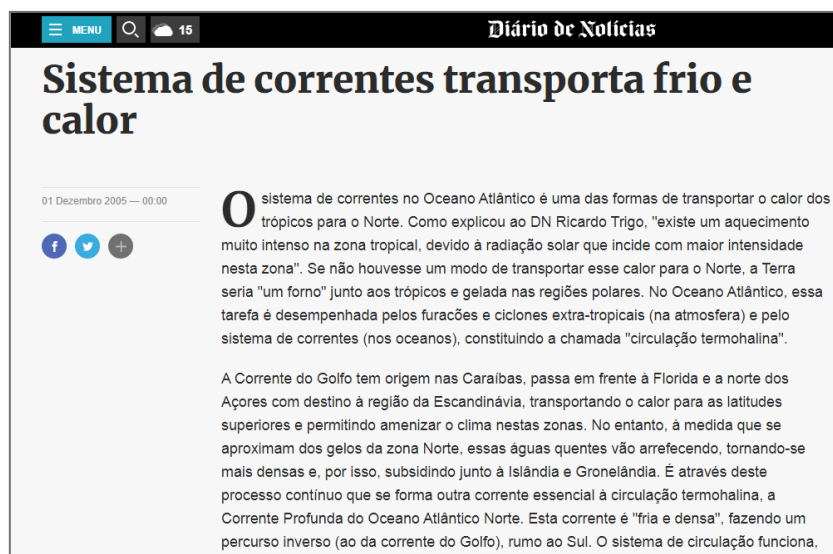 MENU
15
Diário de Notícias
Sistema de correntes transporta frio e
calor
01 Dezembro 2005 — 00:00
O sistema de correntes no Oceano Atlântico é uma das formas de transportar o calor dos
trópicos para o Norte. Como explicou ao DN Ricardo Trigo, "existe um aquecimento
muito intenso na zona tropical, devido à radiação solar que incide com maior intensidade
nesta zona". Se não houvesse um modo de transportar esse calor para o Norte, a Terra
seria "um forno" junto aos trópicos e gelada nas regiões polares. No Oceano Atlântico, essa
tarefa é desempenhada pelos furacões e ciclones extra-tropicais (na atmosfera) e pelo
sistema de correntes (nos oceanos), constituindo a chamada "circulação termohalina".
A Corrente do Golfo tem origem nas Caraíbas, passa em frente à Florida e a norte dos
Açores com destino à região da Escandinávia, transportando o calor para as latitudes
superiores e permitindo amenizar o clima nestas zonas. No entanto, à medida que se
aproximam dos gelos da zona Norte, essas águas quentes vão arrefecendo, tornando-se
mais densas e, por isso, subsidindo junto à Islândia e Gronelândia. É através deste
processo contínuo que se forma outra corrente essencial à circulação termohalina, a
Corrente Profunda do Oceano Atlântico Norte. Esta corrente é "fria e densa", fazendo um
percurso inverso (ao da corrente do Golfo), rumo ao Sul. O sistema de circulação funciona,